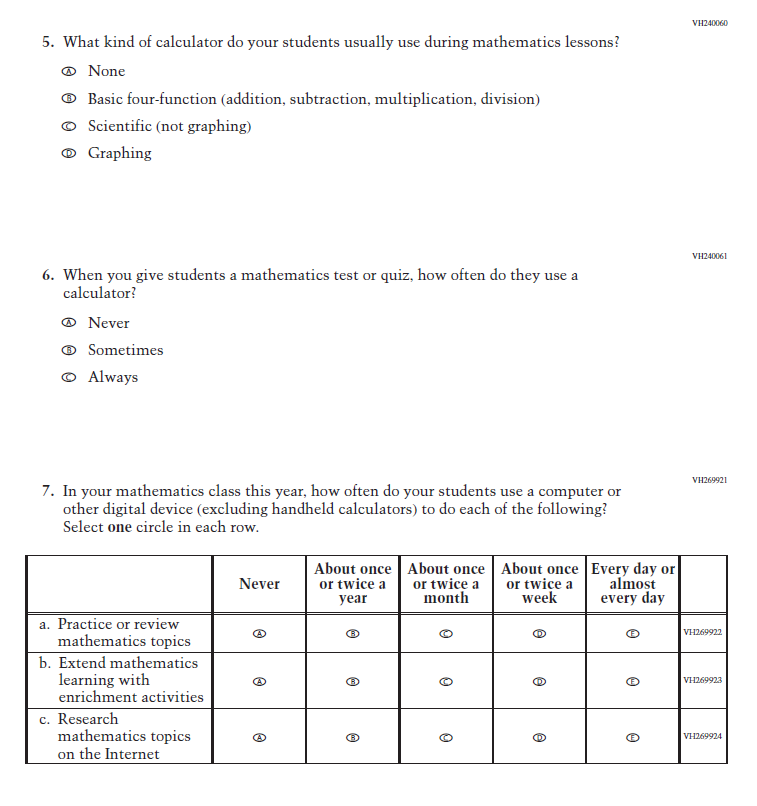 VH240060
5. What kind of calculator do your students usually use during mathematics lessons?
A None
B Basic four-function (addition, subtraction, multiplication, division)
C Scientific (not graphing)
D Graphing
VH240061
6. When you give students a mathematics test or quiz, how often do they use a
calculator?
A Never
B Sometimes
C Always
VH269921
7. In your mathematics class this year, how often do your students use a computer or
other digital device (excluding handheld calculators) to do each of the following?
Select one circle in each row.
Never
About once
or twice a
year
About once
or twice a
month
About once
or twice a
week
Every day or
almost
every day
a. Practice or review
mathematics topics
A B C D E VH269922
b. Extend mathematics
learning with
enrichment activities
A B C D E VH269923
c. Research
mathematics topics
on the Internet
A B C D E VH269924